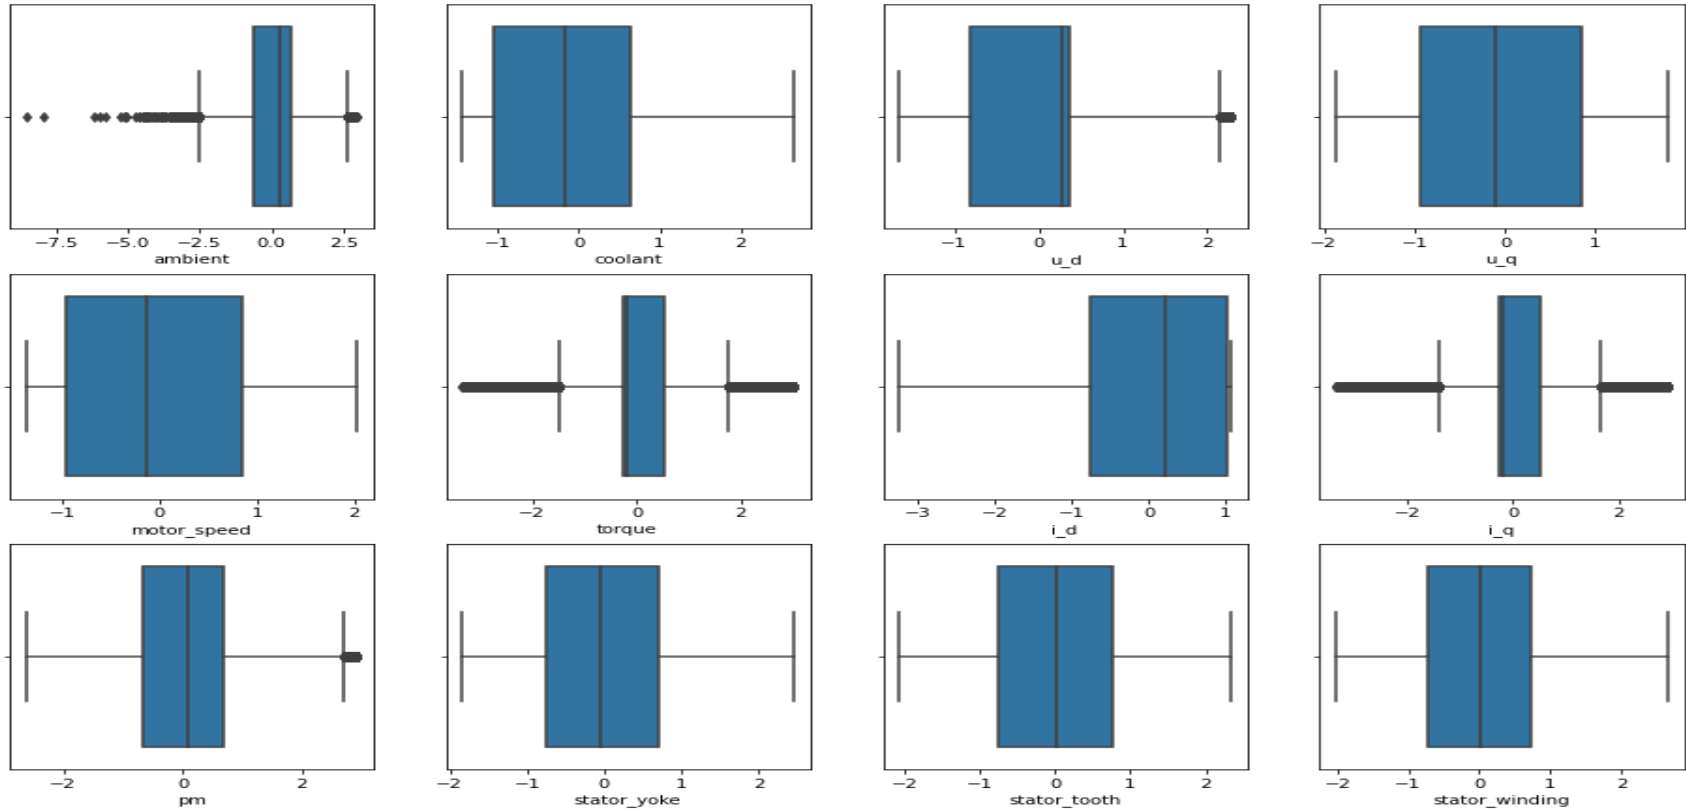 −7.5 −5.0 −2.5 0.0 2.5
ambient
−1 0 1 2
coolant
−1 0 1 2
u_d
−2 −1 0 1
u_q
−1 0 1 2
motor_speed
−2 0 2
torque
−3 −2 −1 0 1
i_d
−2 0 2
i_q
−2 0 2
pm
−2 −1 0 1 2
stator_yoke
−2 −1 0 1 2
stator_tooth
−2 −1 0 1 2
stator_winding